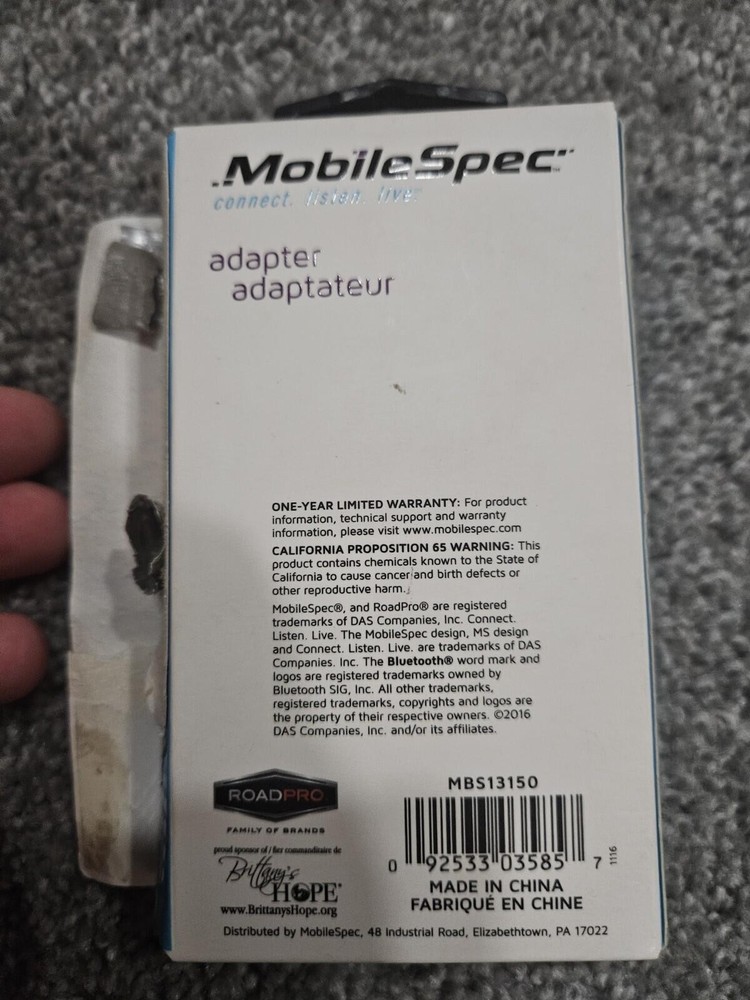 MobileSpec
connect. listen. live.
adapter
adaptateur
ONE-YEAR LIMITED WARRANTY: For product
information, technical support and warranty
information, please visit www.mobilespec.com
CALIFORNIA PROPOSITION 65 WARNING: This
product contains chemicals known to the State of
California to cause cancer and birth defects or
other reproductive harm.
MobileSpec®, and RoadPro® are registered
trademarks of DAS Companies, Inc. Connect.
Listen. Live. The MobileSpec design, MS design
and Connect. Listen. Live. are trademarks of DAS
Companies. Inc. The Bluetooth® word mark and
logos are registered trademarks owned by
Bluetooth SIG, Inc. All other trademarks,
registered trademarks, copyrights and logos are
the property of their respective owners. ©2016
DAS Companies, Inc. and/or its affiliates.
ROADPRO
FAMILY OF BRANDS
proud sponsor of / fier commanditaire de
Brittany's
HOPE
www.BrittanysHope.org
MBS13150
0 92533 03585 7
1116
MADE IN CHINA
FABRIQUÉ EN CHINE
Distributed by MobileSpec, 48 Industrial Road, Elizabethtown, PA 17022